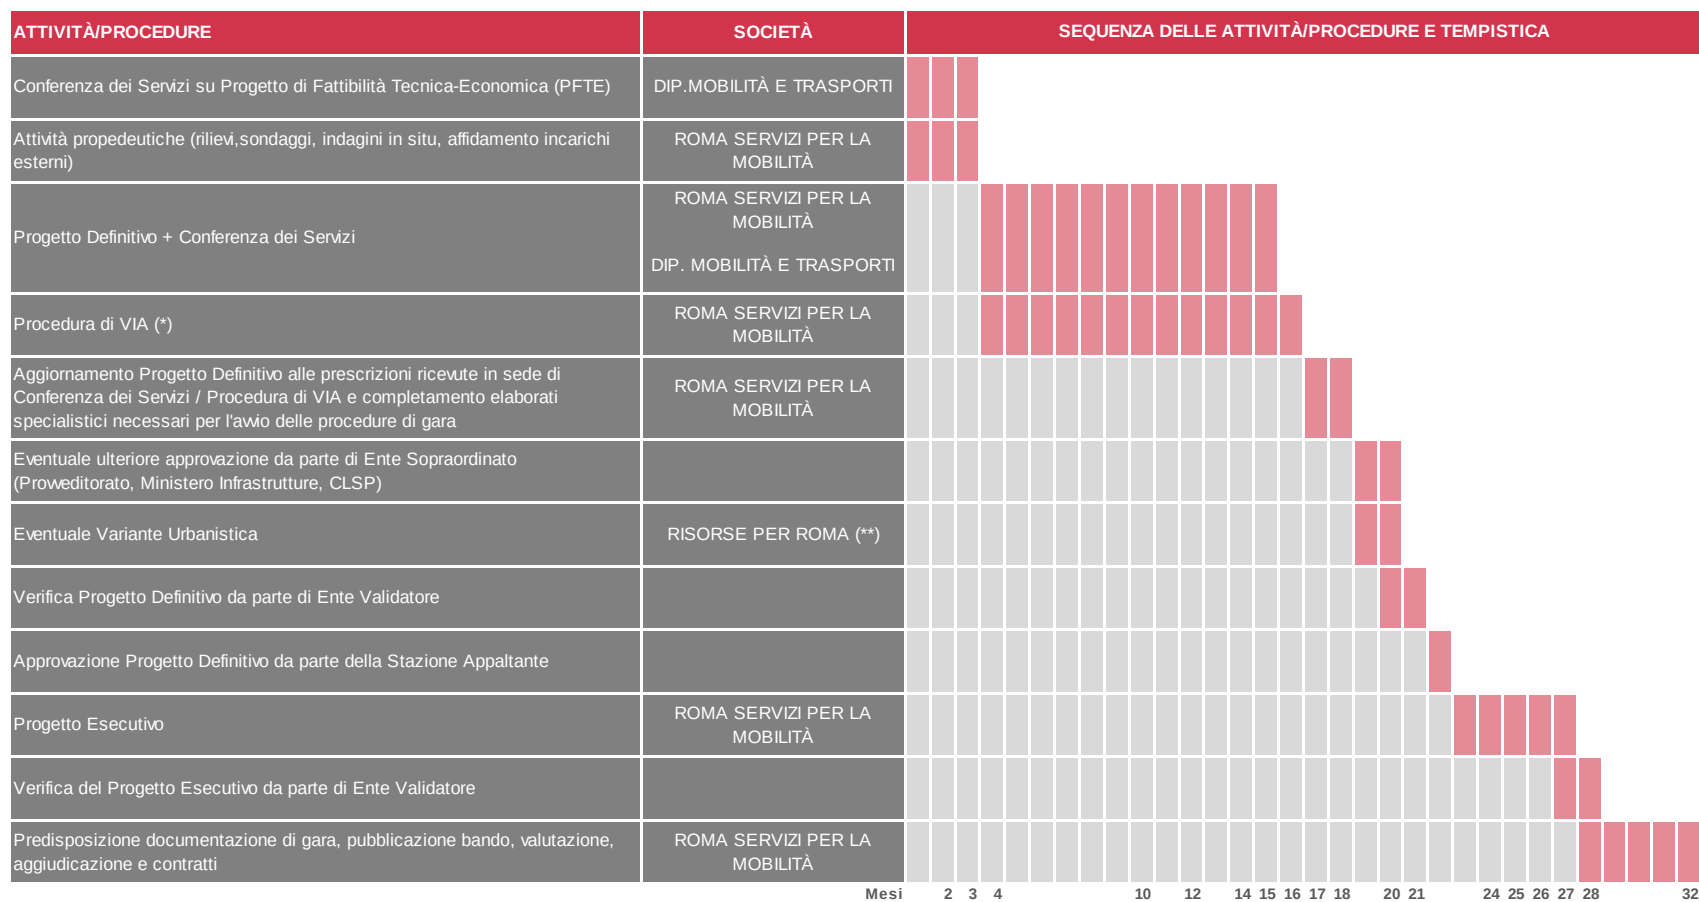 ATTIVITÀ/PROCEDURE
SOCIETÀ
SEQUENZA DELLE ATTIVITÀ/PROCEDURE E TEMPISTICA
Conferenza dei Servizi su Progetto di Fattibilità Tecnica-Economica (PFTE)
DIP.MOBILITÀ E TRASPORTI
Attività propedeutiche (rilievi,sondaggi, indagini in situ, affidamento incarichi
esterni)
ROMA SERVIZI PER LA
MOBILITÀ
Progetto Definitivo + Conferenza dei Servizi
ROMA SERVIZI PER LA
MOBILITÀ
DIP. MOBILITÀ E TRASPORTI
Procedura di VIA (*)
ROMA SERVIZI PER LA
MOBILITÀ
Aggiornamento Progetto Definitivo alle prescrizioni ricevute in sede di
Conferenza dei Servizi / Procedura di VIA e completamento elaborati
specialistici necessari per l'avvio delle procedure di gara
ROMA SERVIZI PER LA
MOBILITÀ
Eventuale ulteriore approvazione da parte di Ente Sopraordinato
(Provveditorato, Ministero Infrastrutture, CLSP)
Eventuale Variante Urbanistica
RISORSE PER ROMA (**)
Verifica Progetto Definitivo da parte di Ente Validatore
Approvazione Progetto Definitivo da parte della Stazione Appaltante
Progetto Esecutivo
ROMA SERVIZI PER LA
MOBILITÀ
Verifica del Progetto Esecutivo da parte di Ente Validatore
Predisposizione documentazione di gara, pubblicazione bando, valutazione,
aggiudicazione e contratti
ROMA SERVIZI PER LA
MOBILITÀ
Mesi 2 3 4 10 12 14 15 16 17 18 20 21 24 25 26 27 28 32